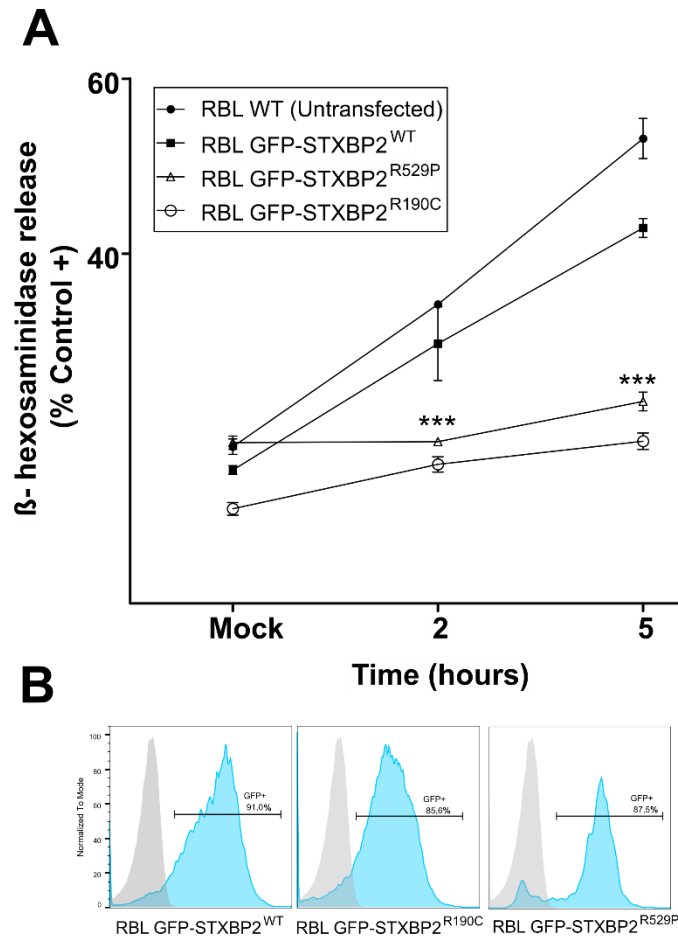 A
60
40
ß- hexosaminidase release
(% Control +)
RBL WT (Untransfected)
RBL GFP-STXBP2WT
RBL GFP-STXBP2R529P
RBL GFP-STXBP2R190C
***
***
Mock
2
5
Time (hours)
B
Normalized To Mode
100
80
60
40
20
0
GFP+
91,0%
GFP+
85,6%
GFP+
87,5%
RBL GFP-STXBP2WT
RBL GFP-STXBP2R190C
RBL GFP-STXBP2R529P